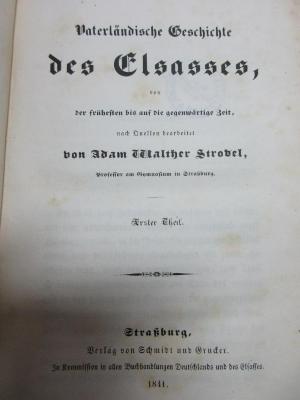 Vaterländische Geschichte
des Elsasses,
von
der frühsten bis auf die gegenwärtige Zeit,
nach Quellen bearbeitet
von Adam Walther Strobel,
Professor am Gymnasium in Straßburg.
Erster Theil.
Straßburg,
Verlag von Schmidt und Grucker.
In Kommission in allen Buchhandlungen Deutschlands und des Elsasses.
1841.